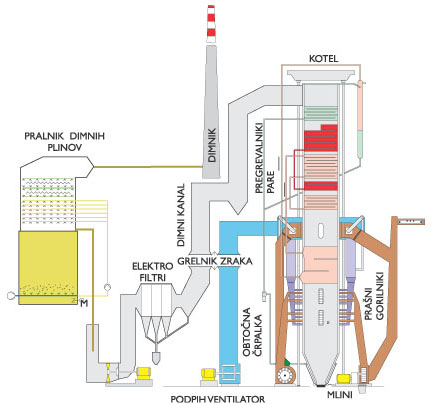 KOTEL
PRALNIK DIMNIH
PLINOV
DIMNIK
PREGREVALNIKI
PARE
DIMNI KANAL
GRELNIK ZRAKA
ELEKTRO
FILTRI
PRAŠNI
GORILNIKI
M
OBTOČNA
ČRPALKA
MLINI
PODPIH VENTILATOR